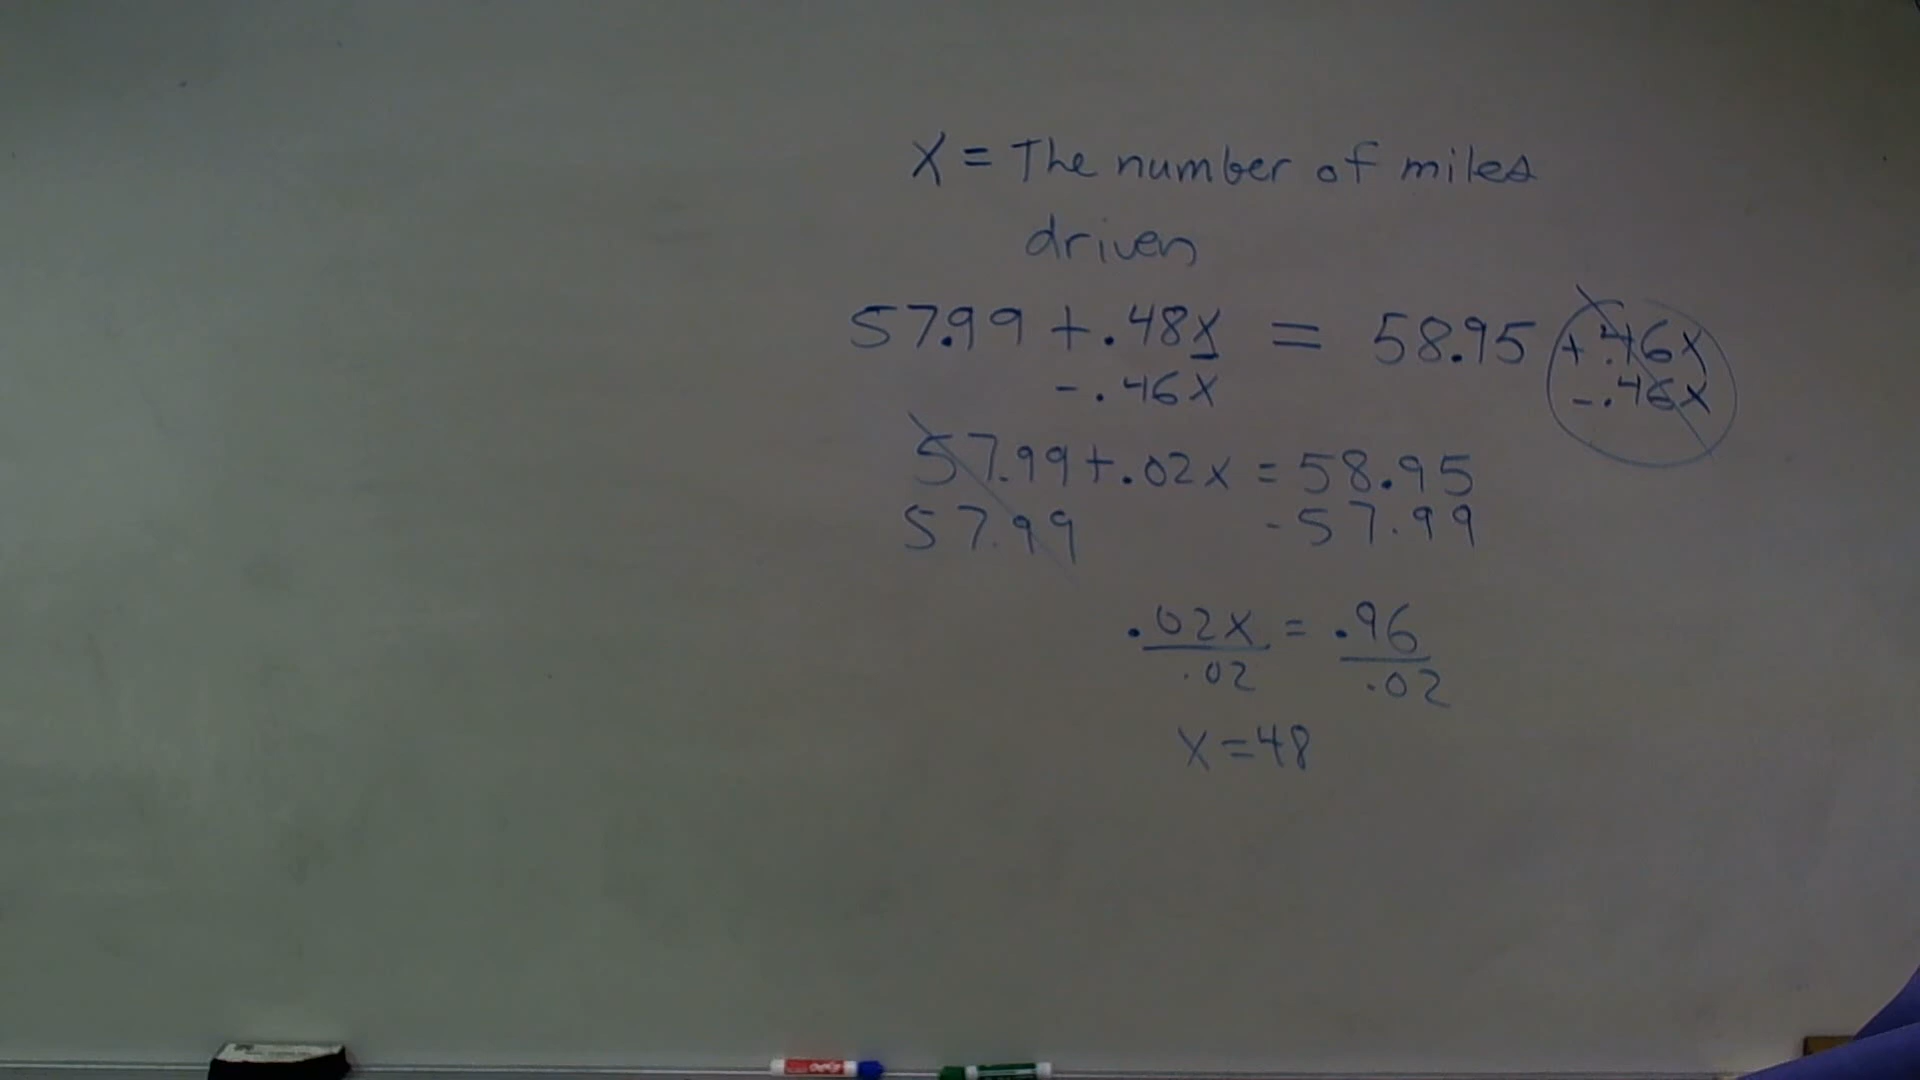 X = The number of miles
driven
57.99 + .48x = 58.95 + .46x
- .46x - .46x
57.99 + .02x = 58.95
57.99 - 57.99
.02x = .96
.02 .02
x = 48